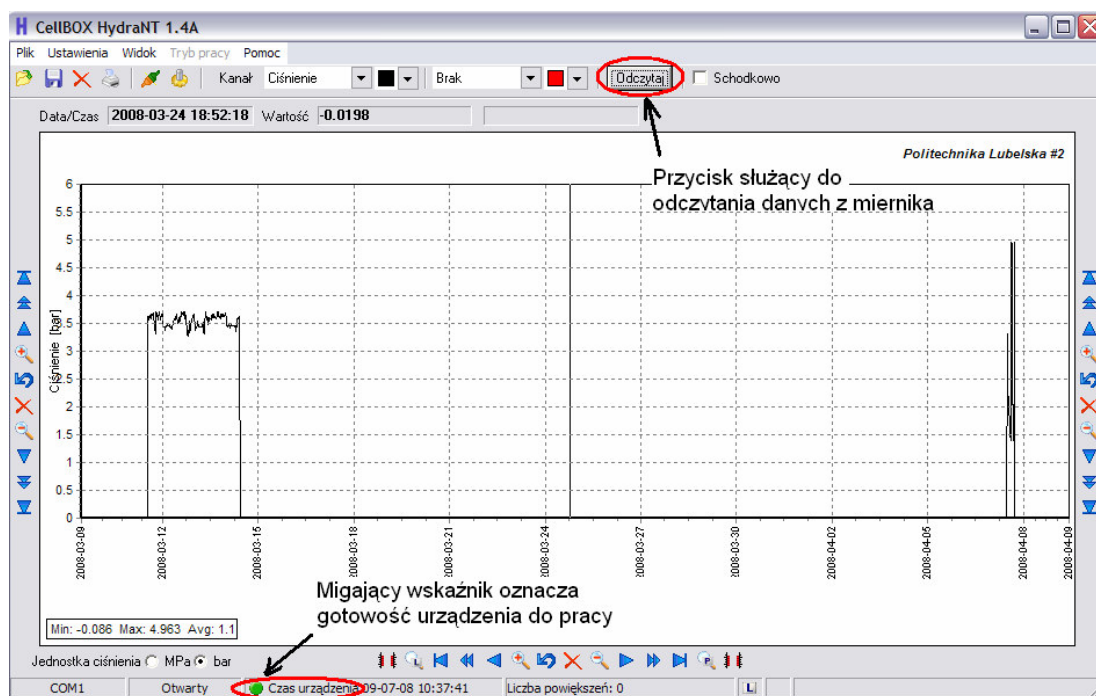 CellBOX HydraNT 1.4A
Plik Ustawienia Widok Tryb pracy Pomoc
Kanał Ciśnienie Brak Odczytaj Schodkowo
Data/Czas 2008-03-24 18:52:18 Wartość -0.0198
Politechnika Lubelska #2
Przycisk służący do
odczytania danych z miernika
6
5.5
5
4.5
4
3.5
3
2.5
2
1.5
1
0.5
0
Ciśnienie [bar]
2008-03-09 2008-03-12 2008-03-15 2008-03-18 2008-03-21 2008-03-24 2008-03-27 2008-03-30 2008-04-02 2008-04-05 2008-04-08 2008-04-09
Migający wskaźnik oznacza
gotowość urządzenia do pracy
Min: -0.086 Max: 4.963 Avg: 1.1
Jednostka ciśnienia MPa bar
L P
COM1 Otwarty Czas urządzenia 09-07-08 10:37:41 Liczba powiększeń: 0 L